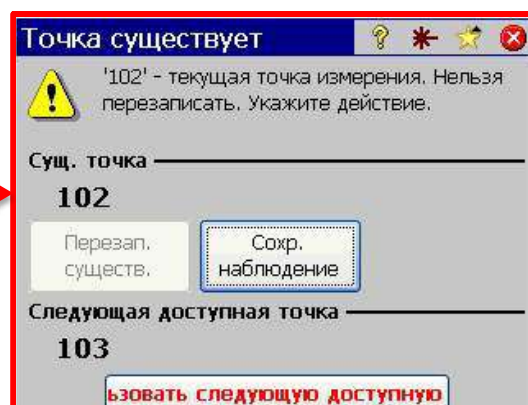 Точка существует
'102' - текущая точка измерения. Нельзя
перезаписать. Укажите действие.
Сущ. точка
102
Перезап.
существ.
Сохр.
наблюдение
Следующая доступная точка
103
ьзовать следующую доступную